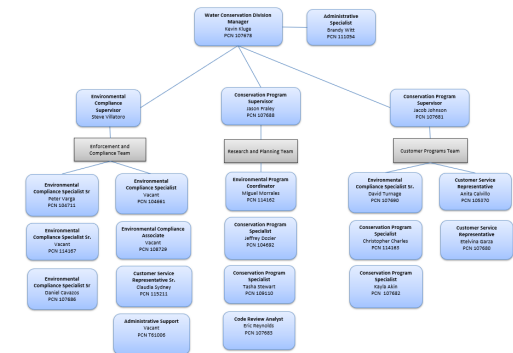 Water Conservation Division
Manager
Kevin Kluge
PCN 107678
Administrative
Specialist
Brandy Witt
PCN 111054
Environmental
Compliance
Supervisor
Steve Villatoro
Conservation Program
Supervisor
Jason Fraley
PCN 107688
Conservation Program
Supervisor
Jacob Johnson
PCN 107681
Enforcement and
Compliance Team
Research and Planning Team
Customer Programs Team
Environmental
Compliance Specialist Sr
Peter Varga
PCN 104711
Environmental
Compliance Specialist
Vacant
PCN 104661
Environmental
Compliance Specialist Sr.
Vacant
PCN 114167
Environmental Compliance
Associate
Vacant
PCN 108729
Environmental
Compliance Specialist Sr
Daniel Cavazos
PCN 107686
Customer Service
Representative Sr.
Claudia Sydney
PCN 115211
Administrative Support
Vacant
PCN T61086
Environmental Program
Coordinator
Miguel Morrales
PCN 114162
Conservation Program
Specialist
Jeffrey Dozier
PCN 104692
Conservation Program
Specialist
Tasha Stewart
PCN 109110
Code Review Analyst
Eric Reynolds
PCN 107683
Environmental
Compliance Specialist Sr.
David Turnage
PCN 107690
Customer Service
Representative
Anita Calvillo
PCN 105070
Conservation Program
Specialist
Christopher Charles
PCN 114163
Customer Service
Representative
Etelvina Garza
PCN 107680
Conservation Program
Specialist
Kayla Akin
PCN 107682